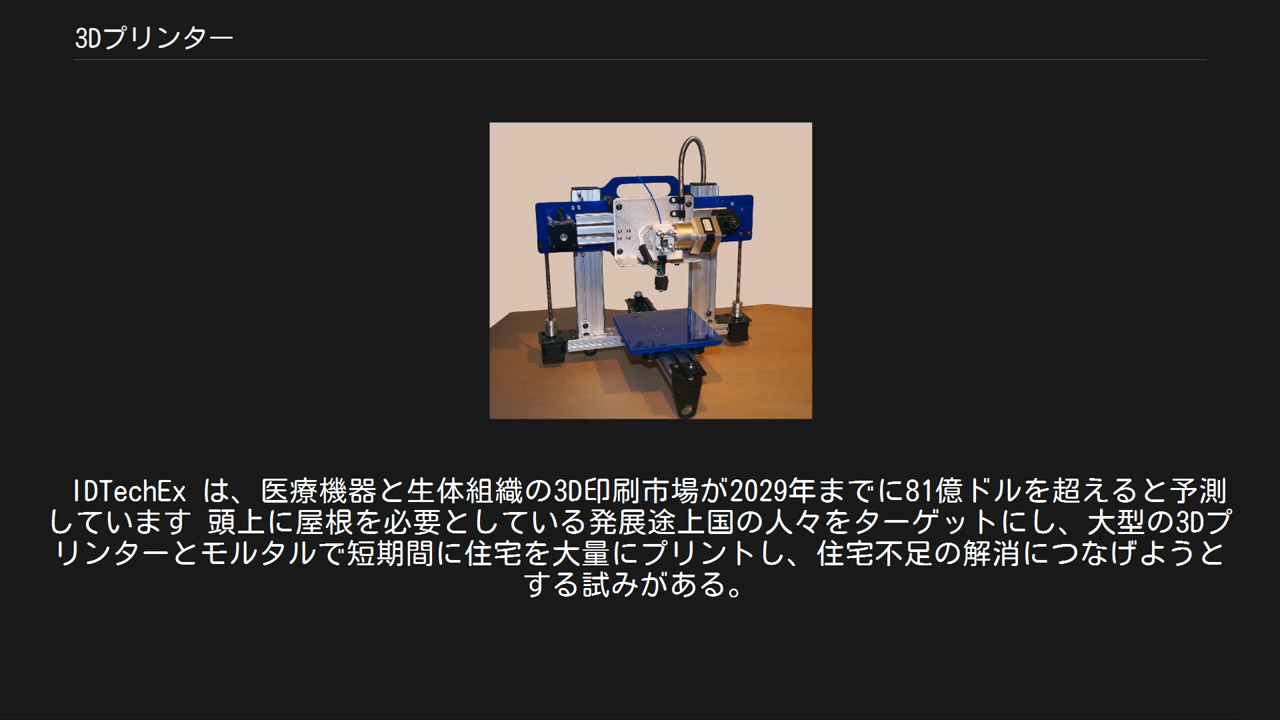 3Dプリンター
IDTechEx は、医療機器と生体組織の3D印刷市場が2029年までに81億ドルを超えると予測
しています 頭上に屋根を必要としている発展途上国の人々をターゲットにし、大型の3Dプ
リンターとモルタルで短期間に住宅を大量にプリントし、住宅不足の解消につなげようと
する試みがある。